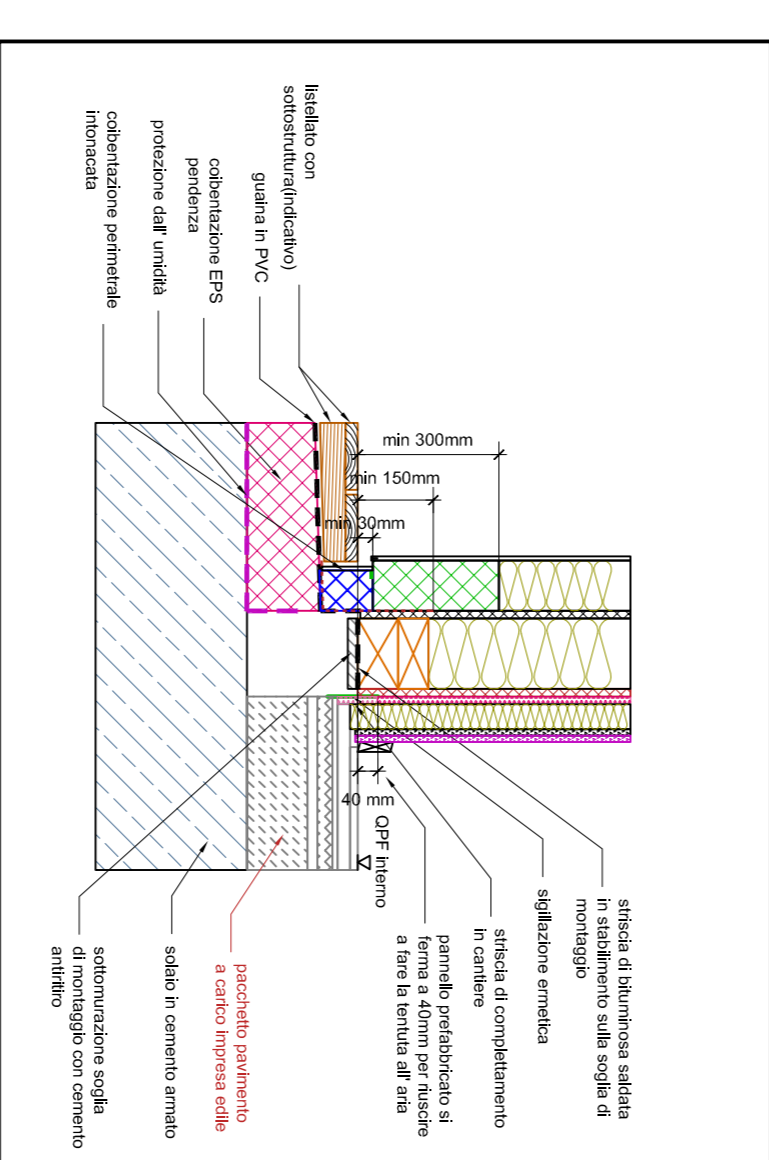 listellato con
sottostruttura(indicativo)
guaina in PVC
coibentazione EPS
pendenza
protezione dall' umidità
coibentazione perimetrale
intonacata
min 300mm
min 150mm
min 30mm
40 mm
QPF interno
striscia di bituminosa saldata
in stabilimento sulla soglia di
montaggio
sigillazione ermetica
striscia di complettamento
in cantiere
pannello prefabbricato si
ferma a 40mm per riuscire
a fare la tentuta all' aria
pacchetto pavimento
a carico impresa edile
solaio in cemento armato
sottomurazione soglia
di montaggio con cemento
antiritiro